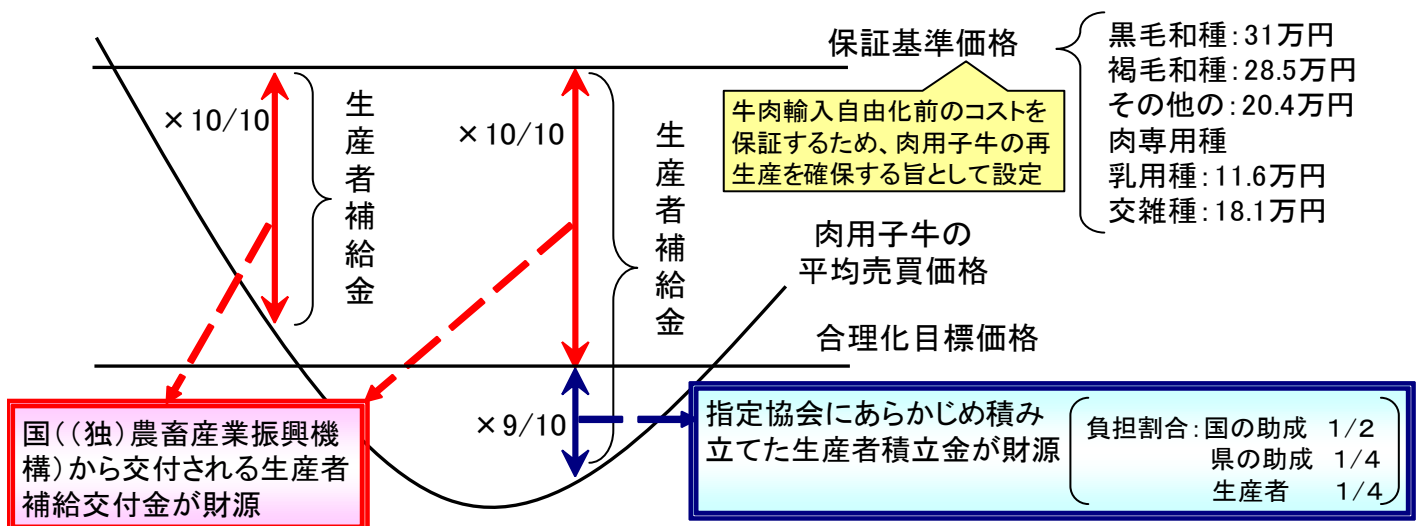 保証基準価格
黒毛和種：31万円
褐毛和種：28.5万円
その他の：20.4万円
肉専用種
乳用種：11.6万円
交雑種：18.1万円
牛肉輸入自由化前のコストを
保証するため、肉用子牛の再
生産を確保する旨として設定
×10/10
生産者補給金
×10/10
生産者補給金
肉用子牛の
平均売買価格
合理化目標価格
×9/10
国（（独）農畜産業振興機
構）から交付される生産者
補給交付金が財源
指定協会にあらかじめ積み
立てた生産者積立金が財源
負担割合：国の助成 1/2
県の助成 1/4
生産者 1/4